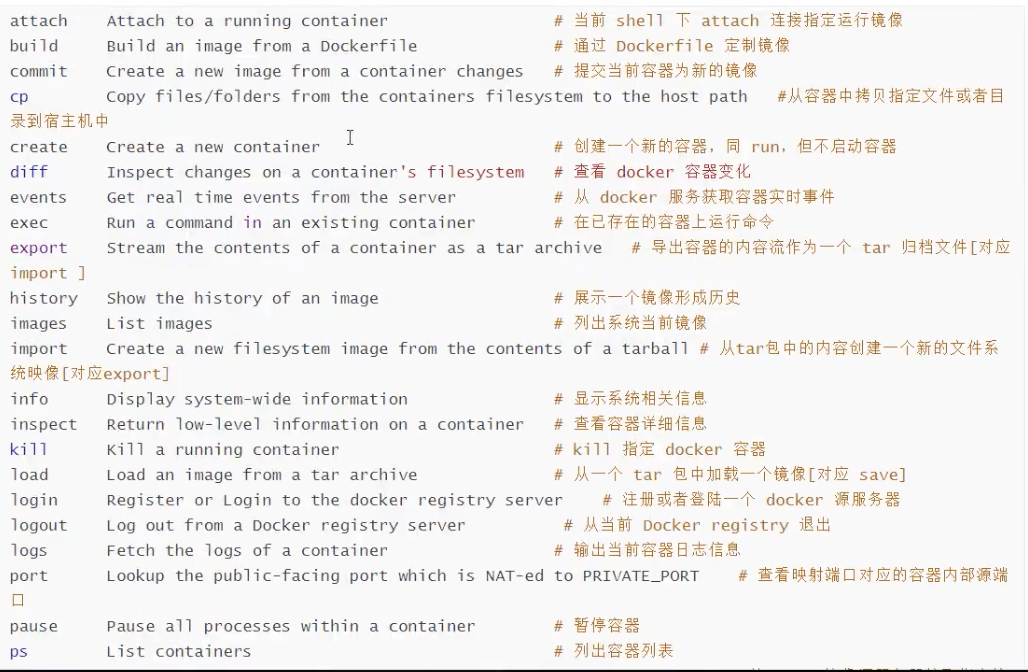 attach    Attach to a running container                 # 当前 shell 下 attach 连接指定运行镜像
build     Build an image from a Dockerfile              # 通过 Dockerfile 定制镜像
commit    Create a new image from a container changes   # 提交当前容器为新的镜像
cp        Copy files/folders from the containers filesystem to the host path   #从容器中拷贝指定文件或者目
录到宿主机中
create    Create a new container                        # 创建一个新的容器，同 run，但不启动容器
diff      Inspect changes on a container's filesystem   # 查看 docker 容器变化
events    Get real time events from the server          # 从 docker 服务获取容器实时事件
exec      Run a command in an existing container        # 在已存在的容器上运行命令
export    Stream the contents of a container as a tar archive   # 导出容器的内容流作为一个 tar 归档文件[对应
import ]
history   Show the history of an image                  # 展示一个镜像形成历史
images    List images                                   # 列出系统当前镜像
import    Create a new filesystem image from the contents of a tarball # 从tar包中的内容创建一个新的文件系
统映像[对应export]
info      Display system-wide information               # 显示系统相关信息
inspect   Return low-level information on a container   # 查看容器详细信息
kill      Kill a running container                      # kill 指定 docker 容器
load      Load an image from a tar archive              # 从一个 tar 包中加载一个镜像[对应 save]
login     Register or Login to the docker registry server    # 注册或者登陆一个 docker 源服务器
logout    Log out from a Docker registry server          # 从当前 Docker registry 退出
logs      Fetch the logs of a container                 # 输出当前容器日志信息
port      Lookup the public-facing port which is NAT-ed to PRIVATE_PORT    # 查看映射端口对应的容器内部源端
口
pause     Pause all processes within a container        # 暂停容器
ps        List containers                               # 列出容器列表